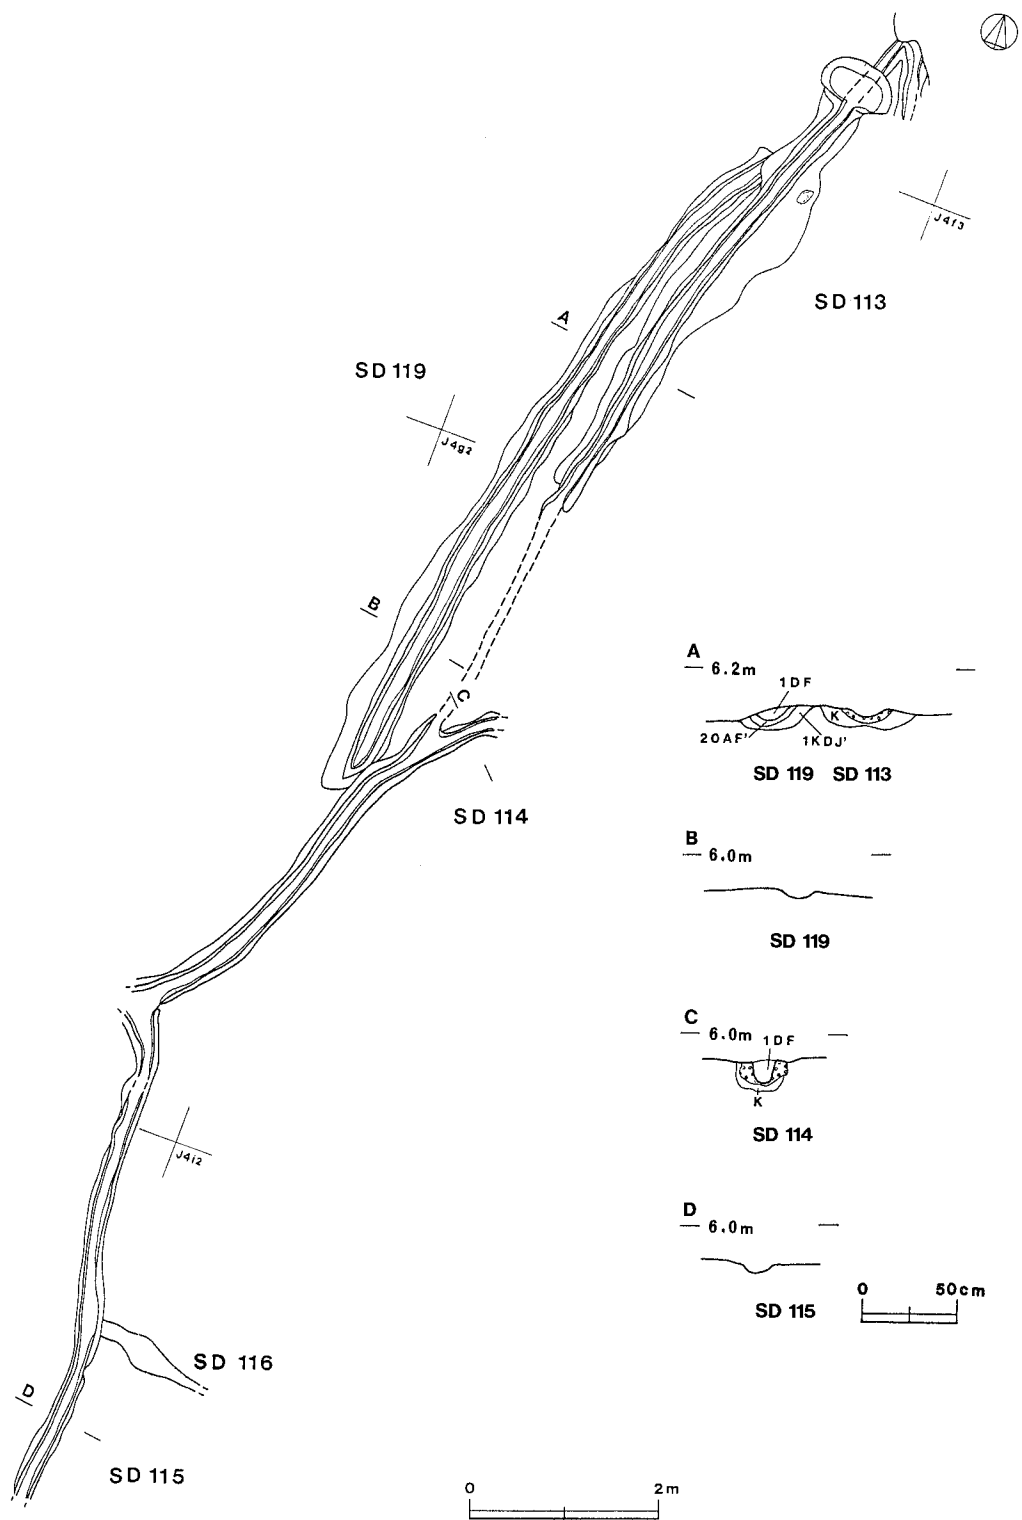 J4f3
SD 113
A
SD 119
J4g2
B
C
SD 114
J4i2
SD 116
D
SD 115
0 2m
A
6.2m
1DF
20AF' 1KDJ'
K
SD 119 SD 113
B
6.0m
SD 119
C
6.0m
1DF
K
SD 114
D
6.0m
SD 115
0 50cm